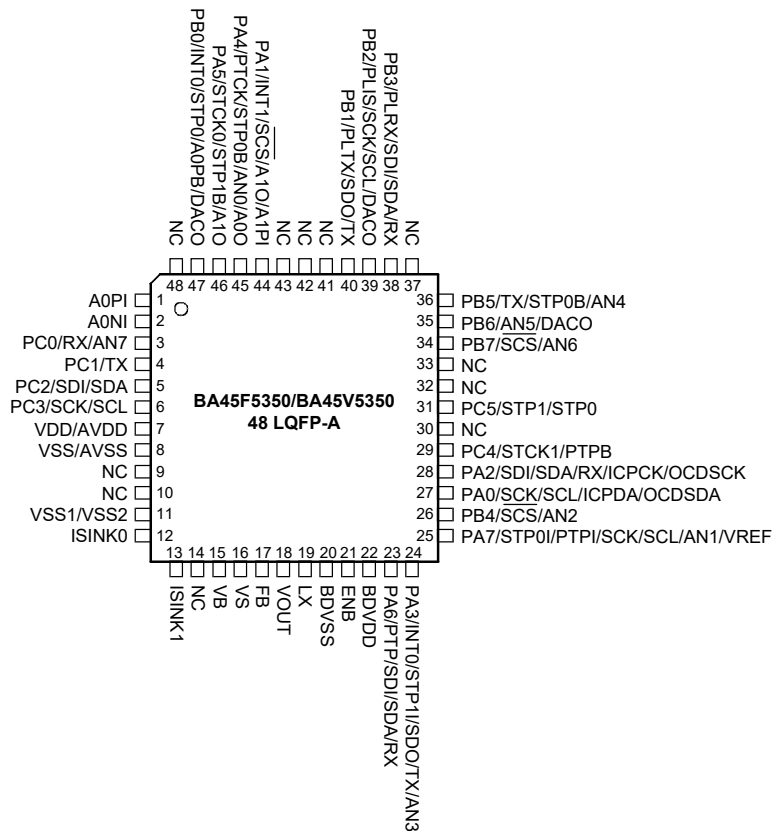 PB0/INT0/STP0/A0PB/DACO
PA5/STCK0/STP1B/A1O
PA4/PTCK/STP0B/AN0/A0O
PA1/INT1/SCS/A1O/A1PI
PB1/PLTX/SDO/TX
PB2/PLIS/SCK/SCL/DACO
PB3/PLRX/SDI/SDA/RX
NC
NC
NC
NC
NC
48 47 46 45 44 43 42 41 40 39 38 37
A0PI 1
A0NI 2
PC0/RX/AN7 3
PC1/TX 4
PC2/SDI/SDA 5
PC3/SCK/SCL 6
VDD/AVDD 7
VSS/AVSS 8
NC 9
NC 10
VSS1/VSS2 11
ISINK0 12
BA45F5350/BA45V5350
48 LQFP-A
36 PB5/TX/STP0B/AN4
35 PB6/AN5/DACO
34 PB7/SCS/AN6
33 NC
32 NC
31 PC5/STP1/STP0
30 NC
29 PC4/STCK1/PTPB
28 PA2/SDI/SDA/RX/ICPCK/OCDSCK
27 PA0/SCK/SCL/ICPDA/OCDSDA
26 PB4/SCS/AN2
25 PA7/STP0I/PTPI/SCK/SCL/AN1/VREF
13 14 15 16 17 18 19 20 21 22 23 24
ISINK1
NC
VB
VS
FB
VOUT
LX
BDVSS
ENB
BDVDD
PA6/PTP/SDI/SDA/RX
PA3/INT0/STP1I/SDO/TX/AN3